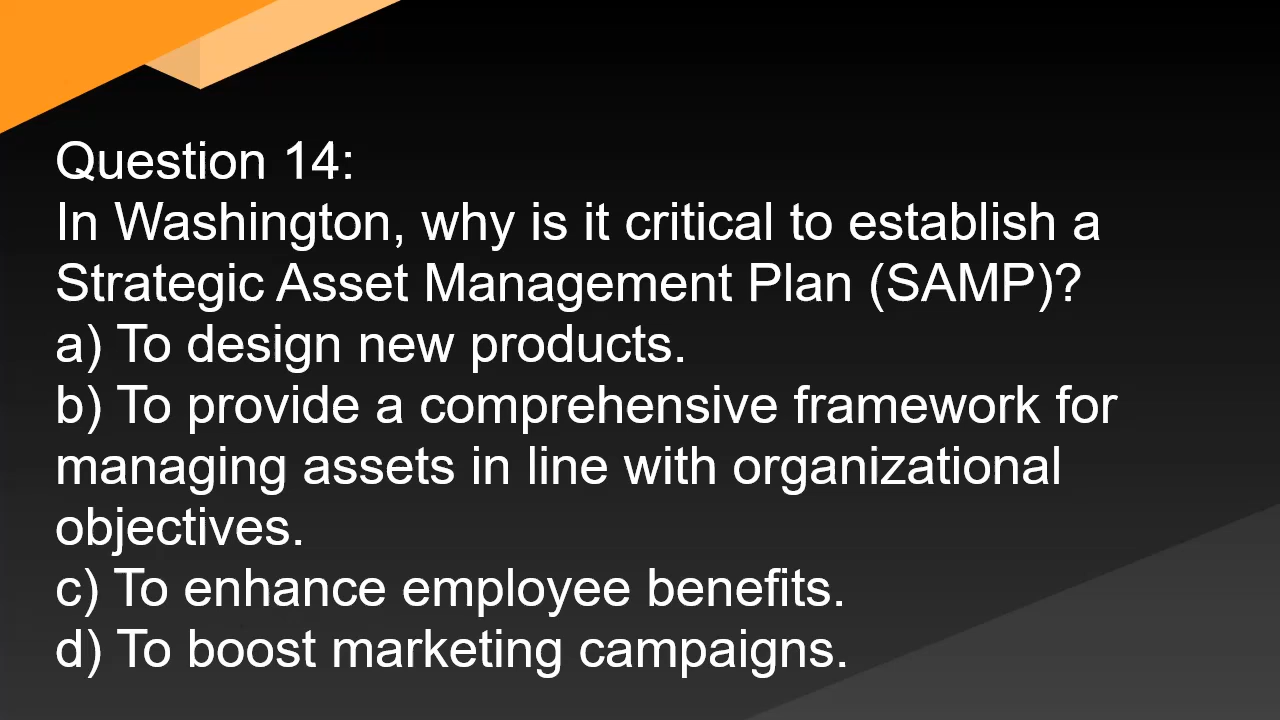 Question 14:
In Washington, why is it critical to establish a
Strategic Asset Management Plan (SAMP)?
a) To design new products.
b) To provide a comprehensive framework for
managing assets in line with organizational
objectives.
c) To enhance employee benefits.
d) To boost marketing campaigns.